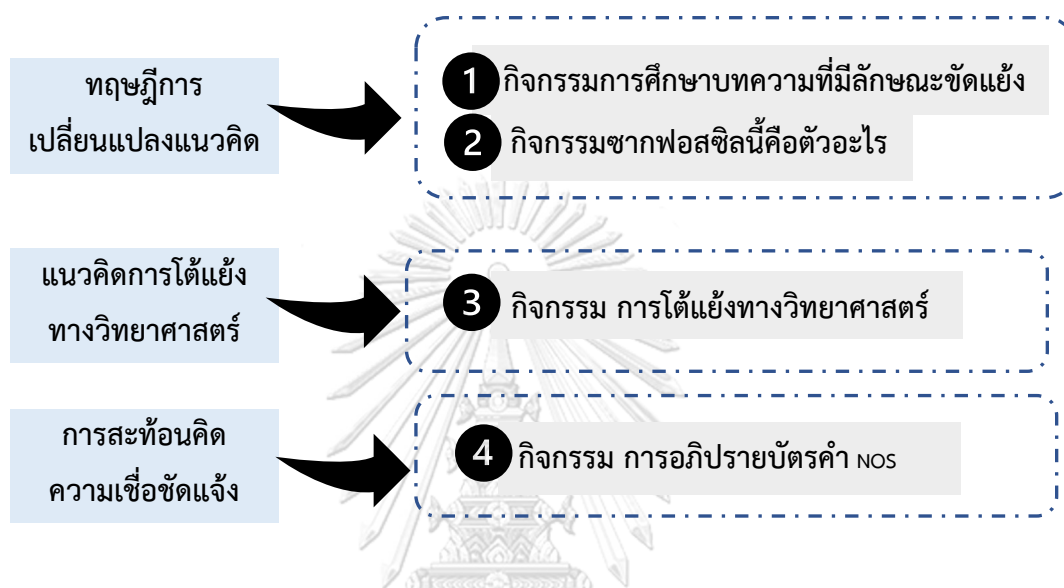 ทฤษฎีการ
เปลี่ยนแปลงแนวคิด
1 กิจกรรมการศึกษาบทความที่มีลักษณะขัดแย้ง
2 กิจกรรมซากฟอสซิลนี้คือตัวอะไร
แนวคิดการโต้แย้ง
ทางวิทยาศาสตร์
3 กิจกรรม การโต้แย้งทางวิทยาศาสตร์
การสะท้อนคิด
ความเชื่อชัดแจ้ง
4 กิจกรรม การอภิปรายบัตรคำ NOS